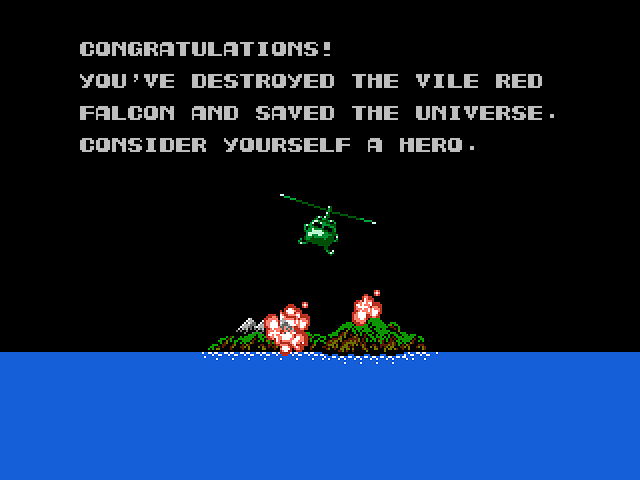 CONGRATULATIONS!
YOU'VE DESTROYED THE VILE RED
FALCON AND SAVED THE UNIVERSE.
CONSIDER YOURSELF A HERO.